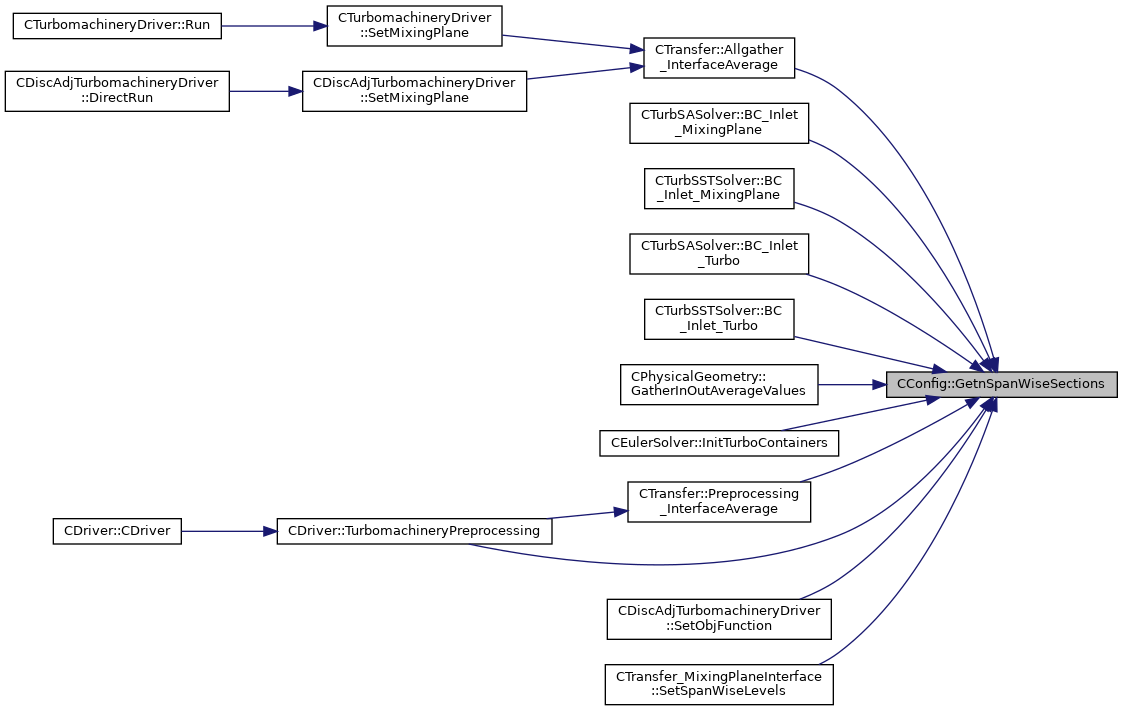 CTurbomachineryDriver::Run
CTurbomachineryDriver
::SetMixingPlane
CDiscAdjTurbomachineryDriver
::DirectRun
CDiscAdjTurbomachineryDriver
::SetMixingPlane
CTransfer::Allgather
_InterfaceAverage
CTurbSASolver::BC_Inlet
_MixingPlane
CTurbSSTSolver::BC
_Inlet_MixingPlane
CTurbSASolver::BC_Inlet
_Turbo
CTurbSSTSolver::BC
_Inlet_Turbo
CPhysicalGeometry::
GatherInOutAverageValues
CConfig::GetnSpanWiseSections
CEulerSolver::InitTurboContainers
CTransfer::Preprocessing
_InterfaceAverage
CDriver::CDriver
CDriver::TurbomachineryPreprocessing
CDiscAdjTurbomachineryDriver
::SetObjFunction
CTransfer_MixingPlaneInterface
::SetSpanWiseLevels